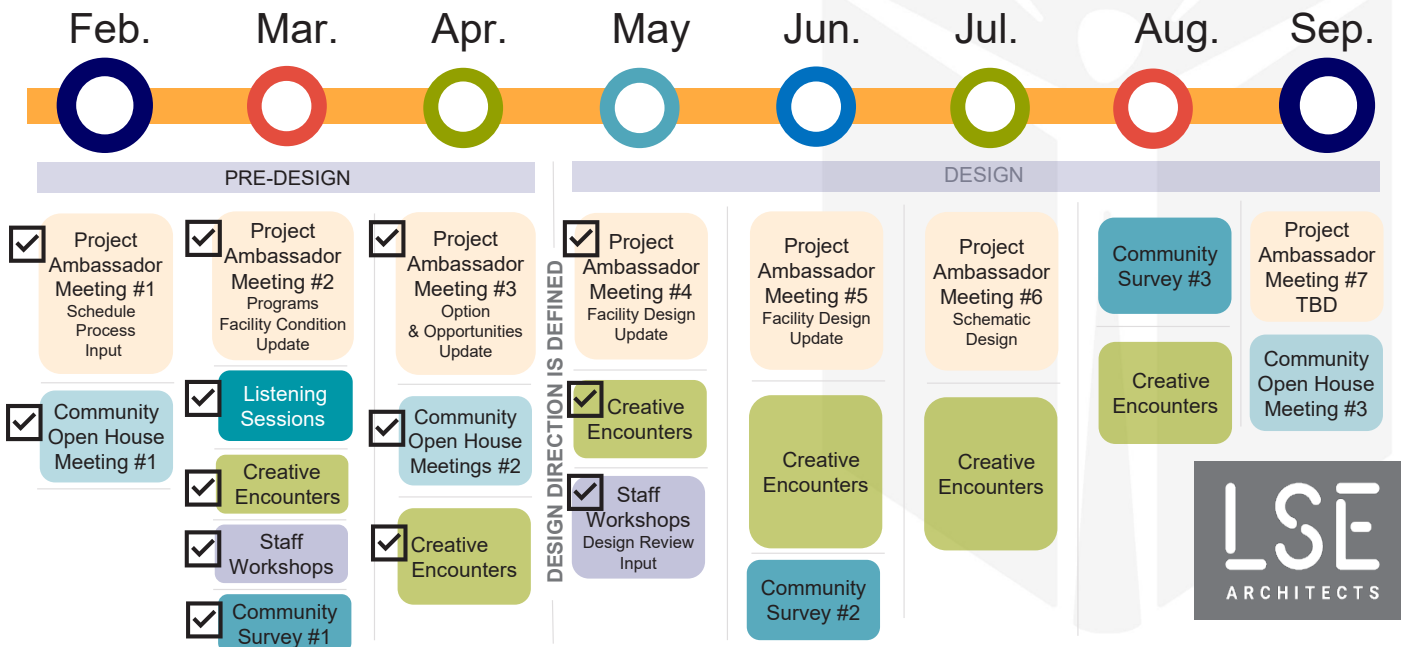 Feb.
Mar.
Apr.
May
Jun.
Jul.
Aug.
Sep.
PRE-DESIGN
DESIGN
Project
Ambassador
Meeting #1
Schedule
Process
Input
Community
Open House
Meeting #1
Project
Ambassador
Meeting #2
Programs
Facility Condition
Update
Listening
Sessions
Creative
Encounters
Staff
Workshops
Community
Survey #1
Project
Ambassador
Meeting #3
Option
& Opportunities
Update
Community
Open House
Meetings #2
Creative
Encounters
DESIGN DIRECTION IS DEFINED
Project
Ambassador
Meeting #4
Facility Design
Update
Creative
Encounters
Staff
Workshops
Design Review
Input
Project
Ambassador
Meeting #5
Facility Design
Update
Creative
Encounters
Community
Survey #2
Project
Ambassador
Meeting #6
Schematic
Design
Creative
Encounters
Community
Survey #3
Creative
Encounters
Project
Ambassador
Meeting #7
TBD
Community
Open House
Meeting #3
LSE
ARCHITECTS